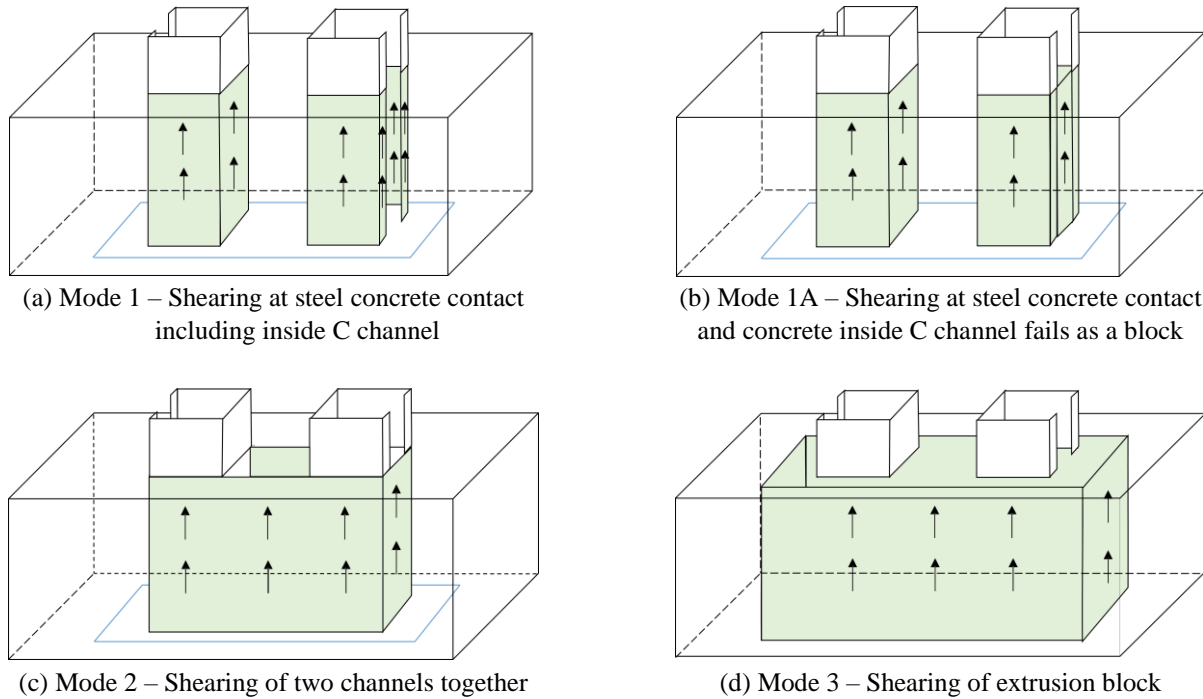 (a) Mode 1 – Shearing at steel concrete contact
including inside C channel
(b) Mode 1A – Shearing at steel concrete contact
and concrete inside C channel fails as a block
(c) Mode 2 – Shearing of two channels together
(d) Mode 3 – Shearing of extrusion block